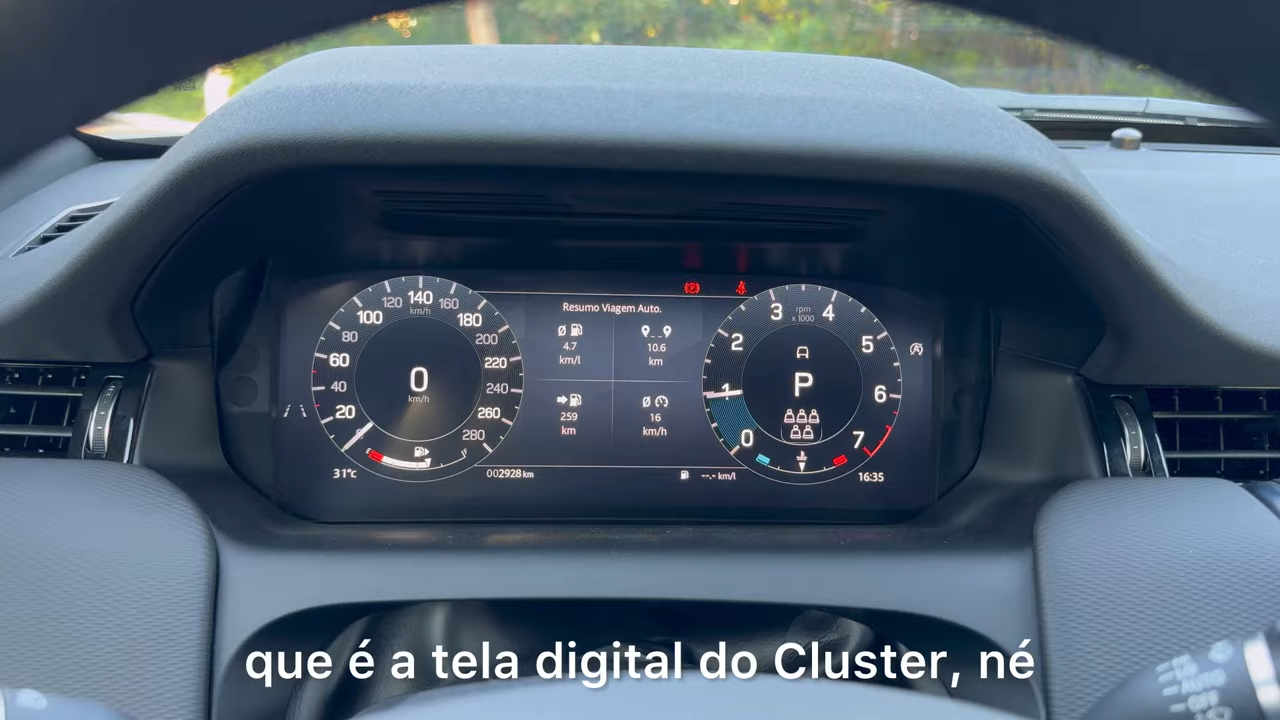 0
20
40
60
80
100
120
140
160
180
200
220
240
260
280
km/h
0
km/h
31°C
002928 km
Resumo Viagem Auto.
4.7
km/l
10.6
km
259
km
16
km/h
--.- km/l
0
1
2
3
4
5
6
7
rpm
x 1000
P
16:35
AUTO
que é a tela digital do Cluster, né